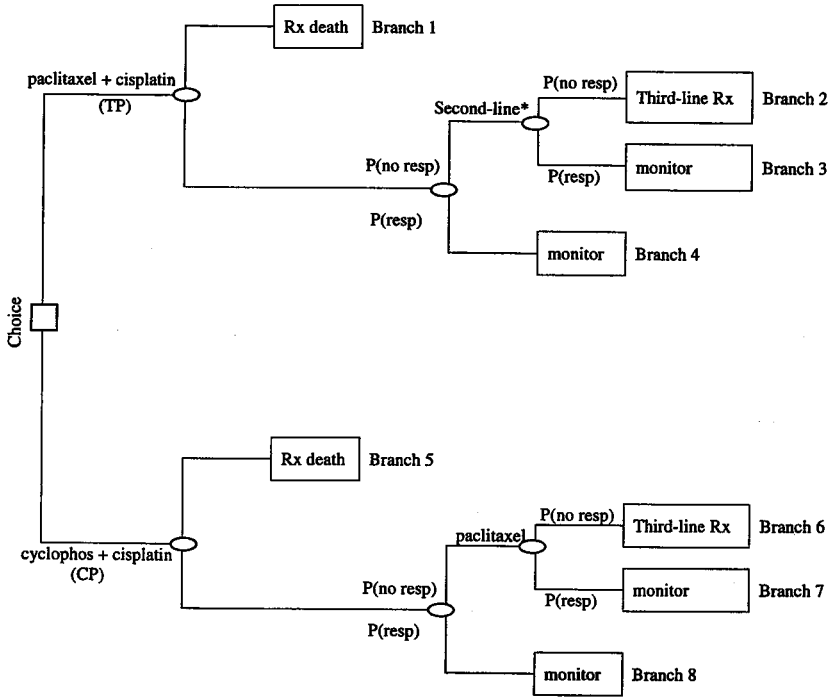 Rx death Branch 1
paclitaxel + cisplatin
(TP)
P(no resp)
Third-line Rx Branch 2
Second-line*
monitor Branch 3
P(resp)
P(no resp)
P(resp)
monitor Branch 4
Choice
Rx death Branch 5
cyclophos + cisplatin
(CP)
P(no resp)
Third-line Rx Branch 6
paclitaxel
monitor Branch 7
P(resp)
P(no resp)
P(resp)
monitor Branch 8